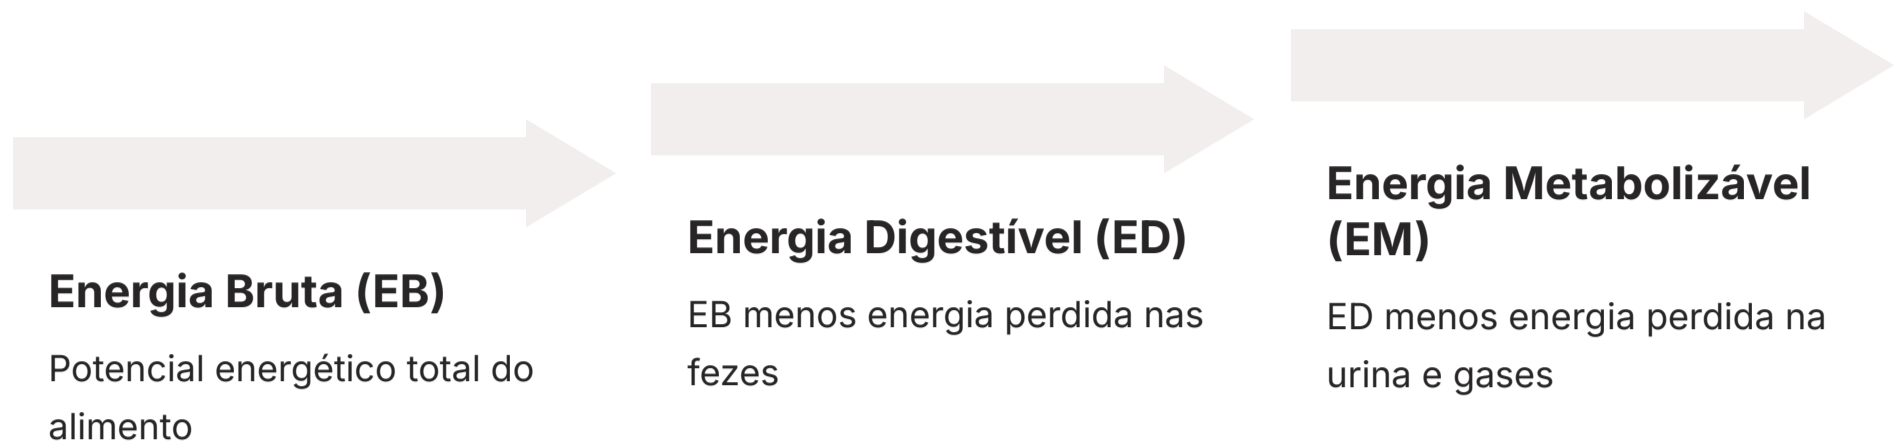 Energia Bruta (EB)
Potencial energético total do
alimento
Energia Digestível (ED)
EB menos energia perdida nas
fezes
Energia Metabolizável
(EM)
ED menos energia perdida na
urina e gases